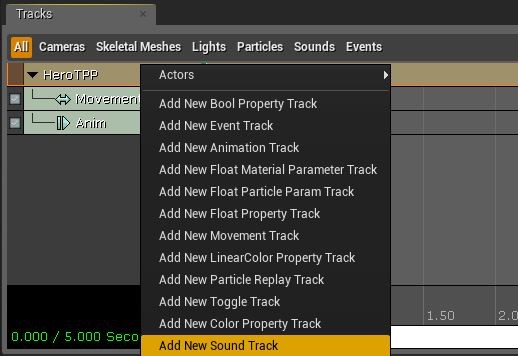 Tracks
All Cameras Skeletal Meshes Lights Particles Sounds Events
HeroTPP
Actors
Movement
Anim
Add New Bool Property Track
Add New Event Track
Add New Animation Track
Add New Float Material Parameter Track
Add New Float Particle Param Track
Add New Float Property Track
Add New Movement Track
Add New LinearColor Property Track
Add New Particle Replay Track
Add New Toggle Track
Add New Color Property Track
Add New Sound Track
1.50 2.0
0.000 / 5.000 Seco